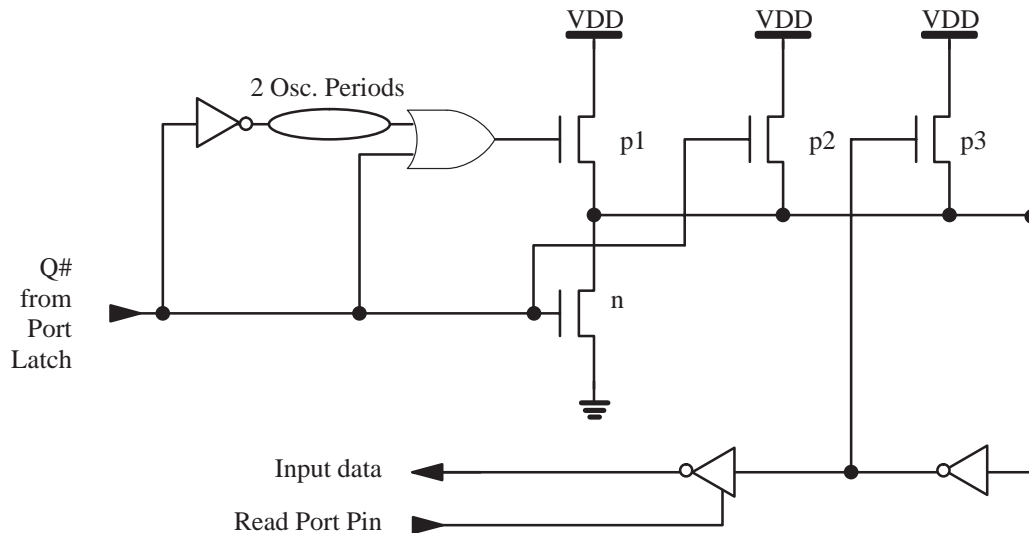 VDD
VDD
VDD
2 Osc. Periods
p1
p2
p3
Q#
from
Port
Latch
n
Input data
Read Port Pin